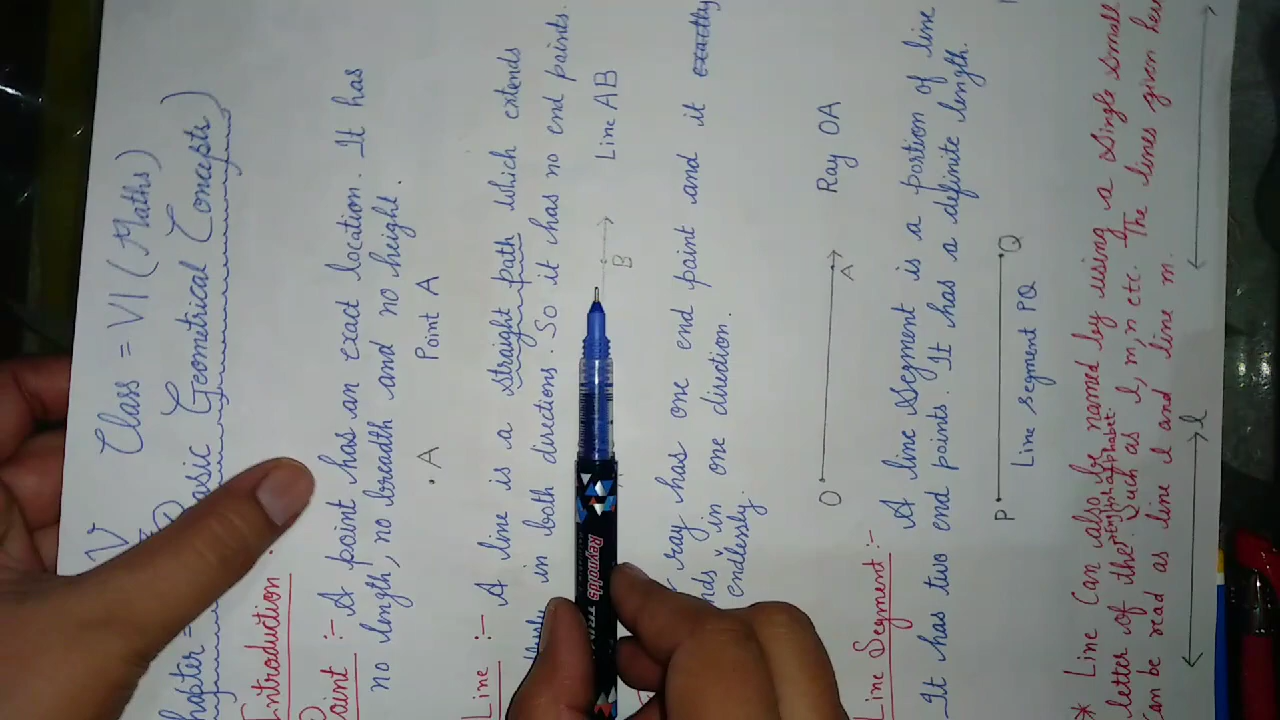 Class = VI (Maths)
Basic Geometrical Concepts)
Introduction
Point :- A point has an exact location. It has
no length, no breadth and no height.
. A Point A
Line :- A line is a straight path which extends
in both directions. So it has no end points.
B Line AB
ray has one end point and it
in one direction.
endlessly.
O A Ray OA
Line Segment :- A line segment is a portion of line
It has two end points. It has a definite length.
P Q
Line segment PQ
* Line Can also be named by using a single small
letter of the English alphabet. Such as l, m, n etc. The lines given here
Can be read as line l and line m.
l
Reynolds